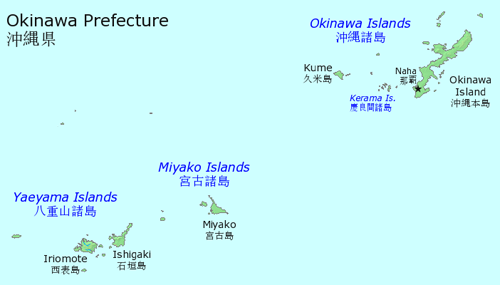 Okinawa Prefecture
沖縄県
Okinawa Islands
沖縄諸島
Kume
久米島
Naha
那覇
Kerama Is.
慶良間諸島
Okinawa
Island
沖縄本島
Miyako Islands
宮古諸島
Miyako
宮古島
Yaeyama Islands
八重山諸島
Iriomote
西表島
Ishigaki
石垣島